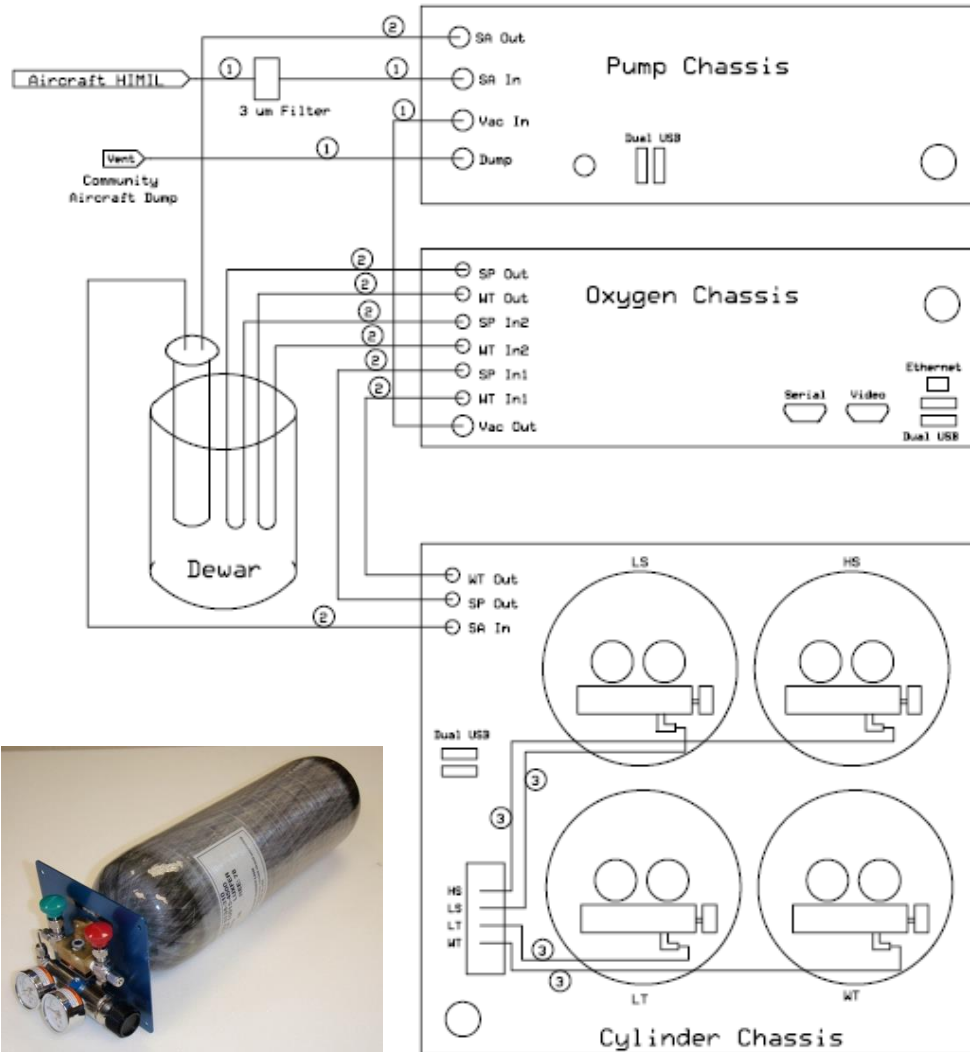 2
SA Out
Pump Chassis
Aircraft HIMIL
1
1
SA In
3 um Filter
1
Vac In
Dual USB
Vent
1
Dump
Community
Aircraft Dump
2
SP Out
2
WT Out
Oxygen Chassis
2
SP In2
2
WT In2
2
SP In1
Ethernet
2
WT In1
Serial
Video
Vac Out
Dual USB
Dewar
LS
HS
WT Out
SP Out
2
SA In
Dual USB
3
3
HS
LS
LT
WT
3
3
LT
WT
Cylinder Chassis